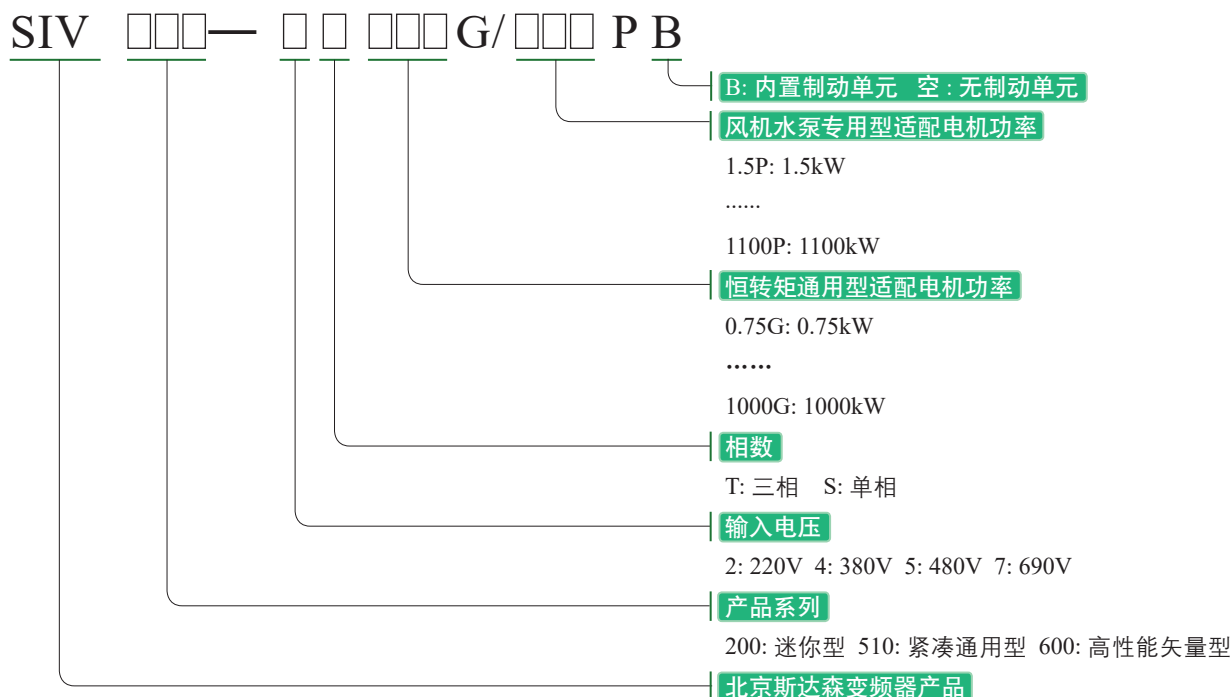 SIV □□□— □ □ □□□G/□□□ P B
B: 内置制动单元 空 : 无制动单元
风机水泵专用型适配电机功率
1.5P: 1.5kW
......
1100P: 1100kW
恒转矩通用型适配电机功率
0.75G: 0.75kW
......
1000G: 1000kW
相数
T: 三相 S: 单相
输入电压
2: 220V 4: 380V 5: 480V 7: 690V
产品系列
200: 迷你型 510: 紧凑通用型 600: 高性能矢量型
北京斯达森变频器产品